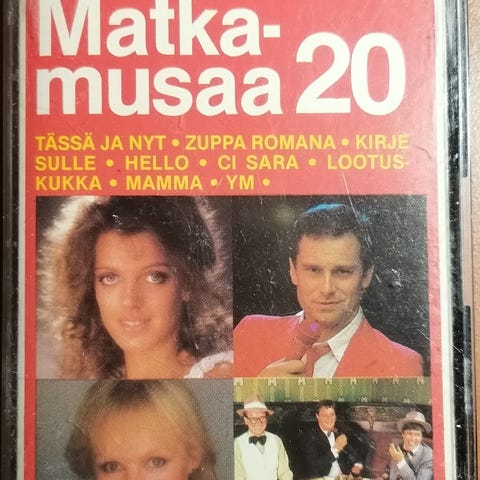 Matka-
musaa 20
TÄSSÄ JA NYT • ZUPPA ROMANA • KIRJE
SULLE • HELLO • CI SARA • LOOTUS-
KUKKA • MAMMA • YM •